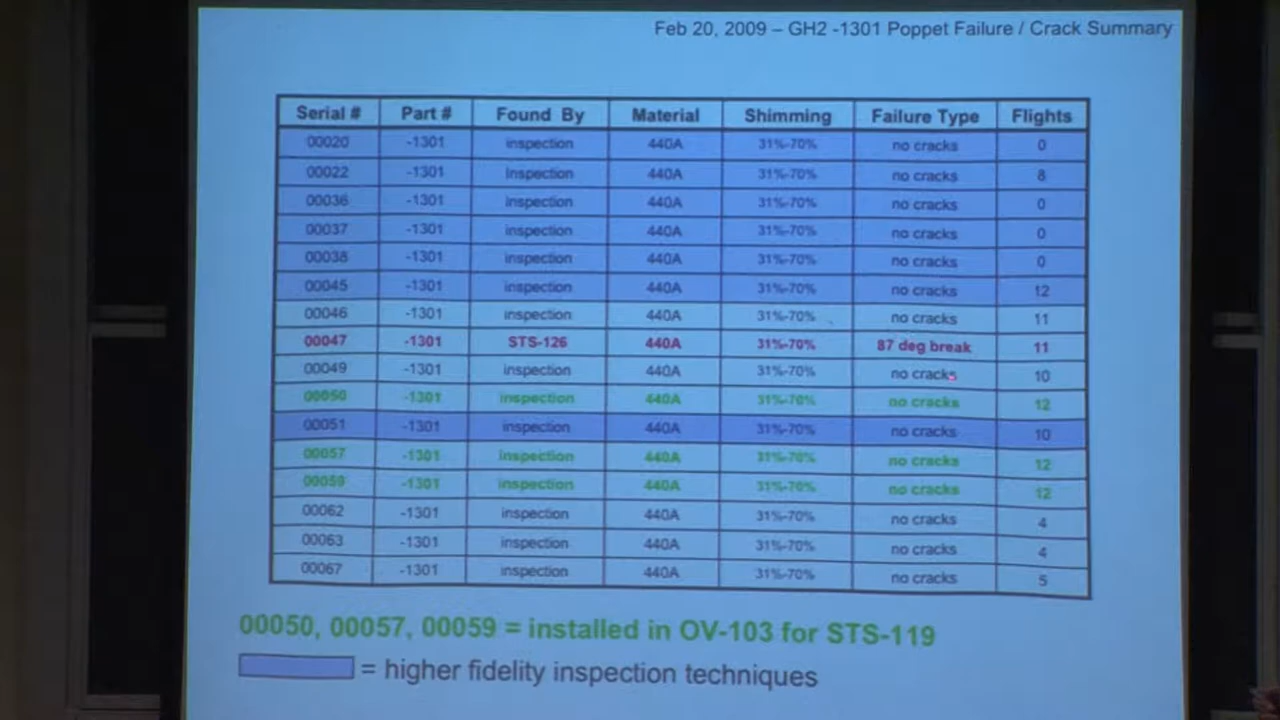 Feb 20, 2009 – GH2 -1301 Poppet Failure / Crack Summary
Serial # Part # Found By Material Shimming Failure Type Flights
00020 -1301 inspection 440A 31%-70% no cracks 0
00022 -1301 inspection 440A 31%-70% no cracks 8
00036 -1301 inspection 440A 31%-70% no cracks 0
00037 -1301 inspection 440A 31%-70% no cracks 0
00038 -1301 inspection 440A 31%-70% no cracks 0
00045 -1301 inspection 440A 31%-70% no cracks 12
00046 -1301 inspection 440A 31%-70% no cracks 11
00047 -1301 STS-126 440A 31%-70% 87 deg break 11
00049 -1301 inspection 440A 31%-70% no cracks 10
00050 -1301 inspection 440A 31%-70% no cracks 12
00051 -1301 inspection 440A 31%-70% no cracks 10
00057 -1301 inspection 440A 31%-70% no cracks 12
00059 -1301 inspection 440A 31%-70% no cracks 12
00062 -1301 inspection 440A 31%-70% no cracks 4
00063 -1301 inspection 440A 31%-70% no cracks 4
00067 -1301 inspection 440A 31%-70% no cracks 5
00050, 00057, 00059 = installed in OV-103 for STS-119
= higher fidelity inspection techniques